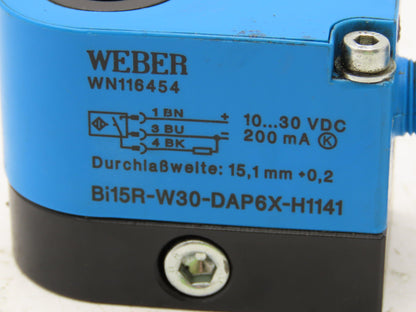 WEBER
WN116454
1 BN + 10...30 VDC
3 BU = 200 mA K
4 BK
Durchlaßweite: 15,1 mm +0,2
Bi15R-W30-DAP6X-H1141